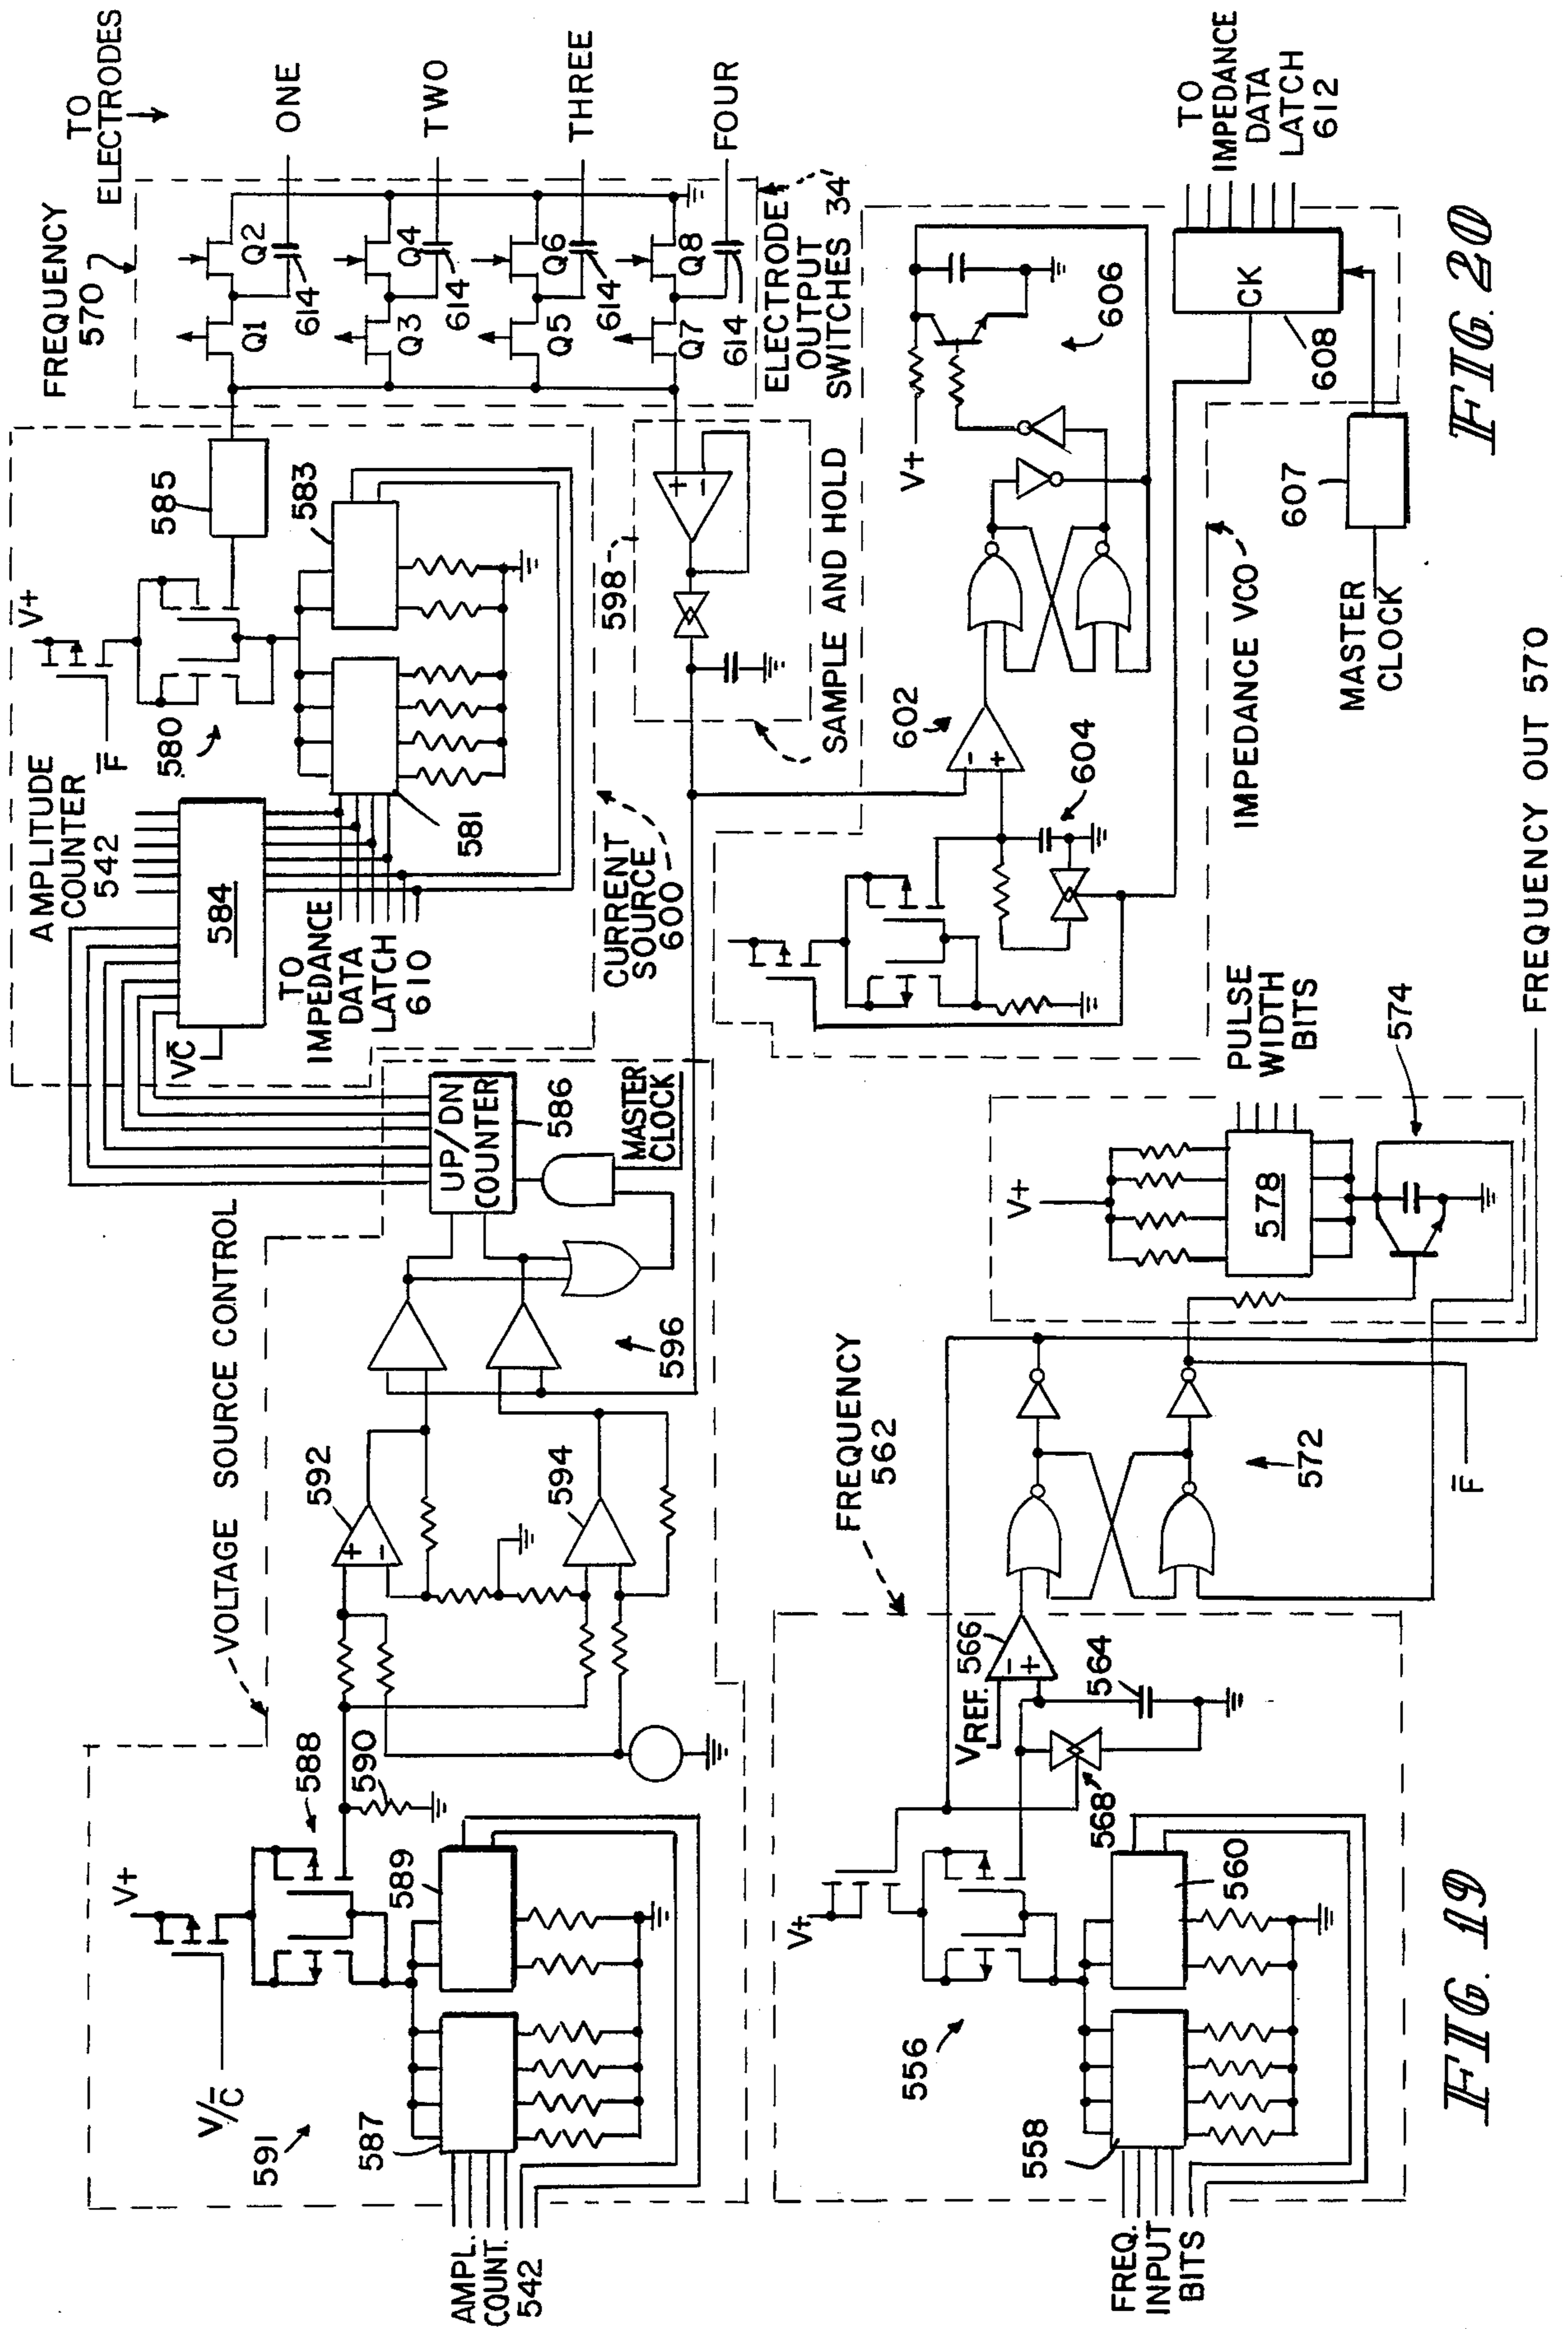 TO
ELECTRODES
FREQUENCY
570
ONE
TWO
THREE
FOUR
Q1
Q2
614
Q3
Q4
614
Q5
Q6
614
Q7
Q8
614
ELECTRODE
OUTPUT
SWITCHES 34'
585
583
V+
F̅
580
581
AMPLITUDE
COUNTER
542
584
V̅C̅
TO
IMPEDANCE
DATA
LATCH
610
CURRENT
SOURCE
600
598
+
-
SAMPLE AND HOLD
VOLTAGE SOURCE CONTROL
UP/DN
COUNTER
586
MASTER
CLOCK
596
592
+
-
594
588
590
V+
V/C̅
591
589
587
AMPL.
COUNT.
542
602
-
+
604
V+
606
IMPEDANCE VCO
CK
608
607
MASTER
CLOCK
TO
IMPEDANCE
DATA
LATCH
612
FIG. 20
FREQUENCY
562
V REF.
566
-
+
564
568
V+
556
560
558
FREQ.
INPUT
BITS
572
F̅
V+
578
PULSE
WIDTH
BITS
574
FREQUENCY OUT 570
FIG. 19